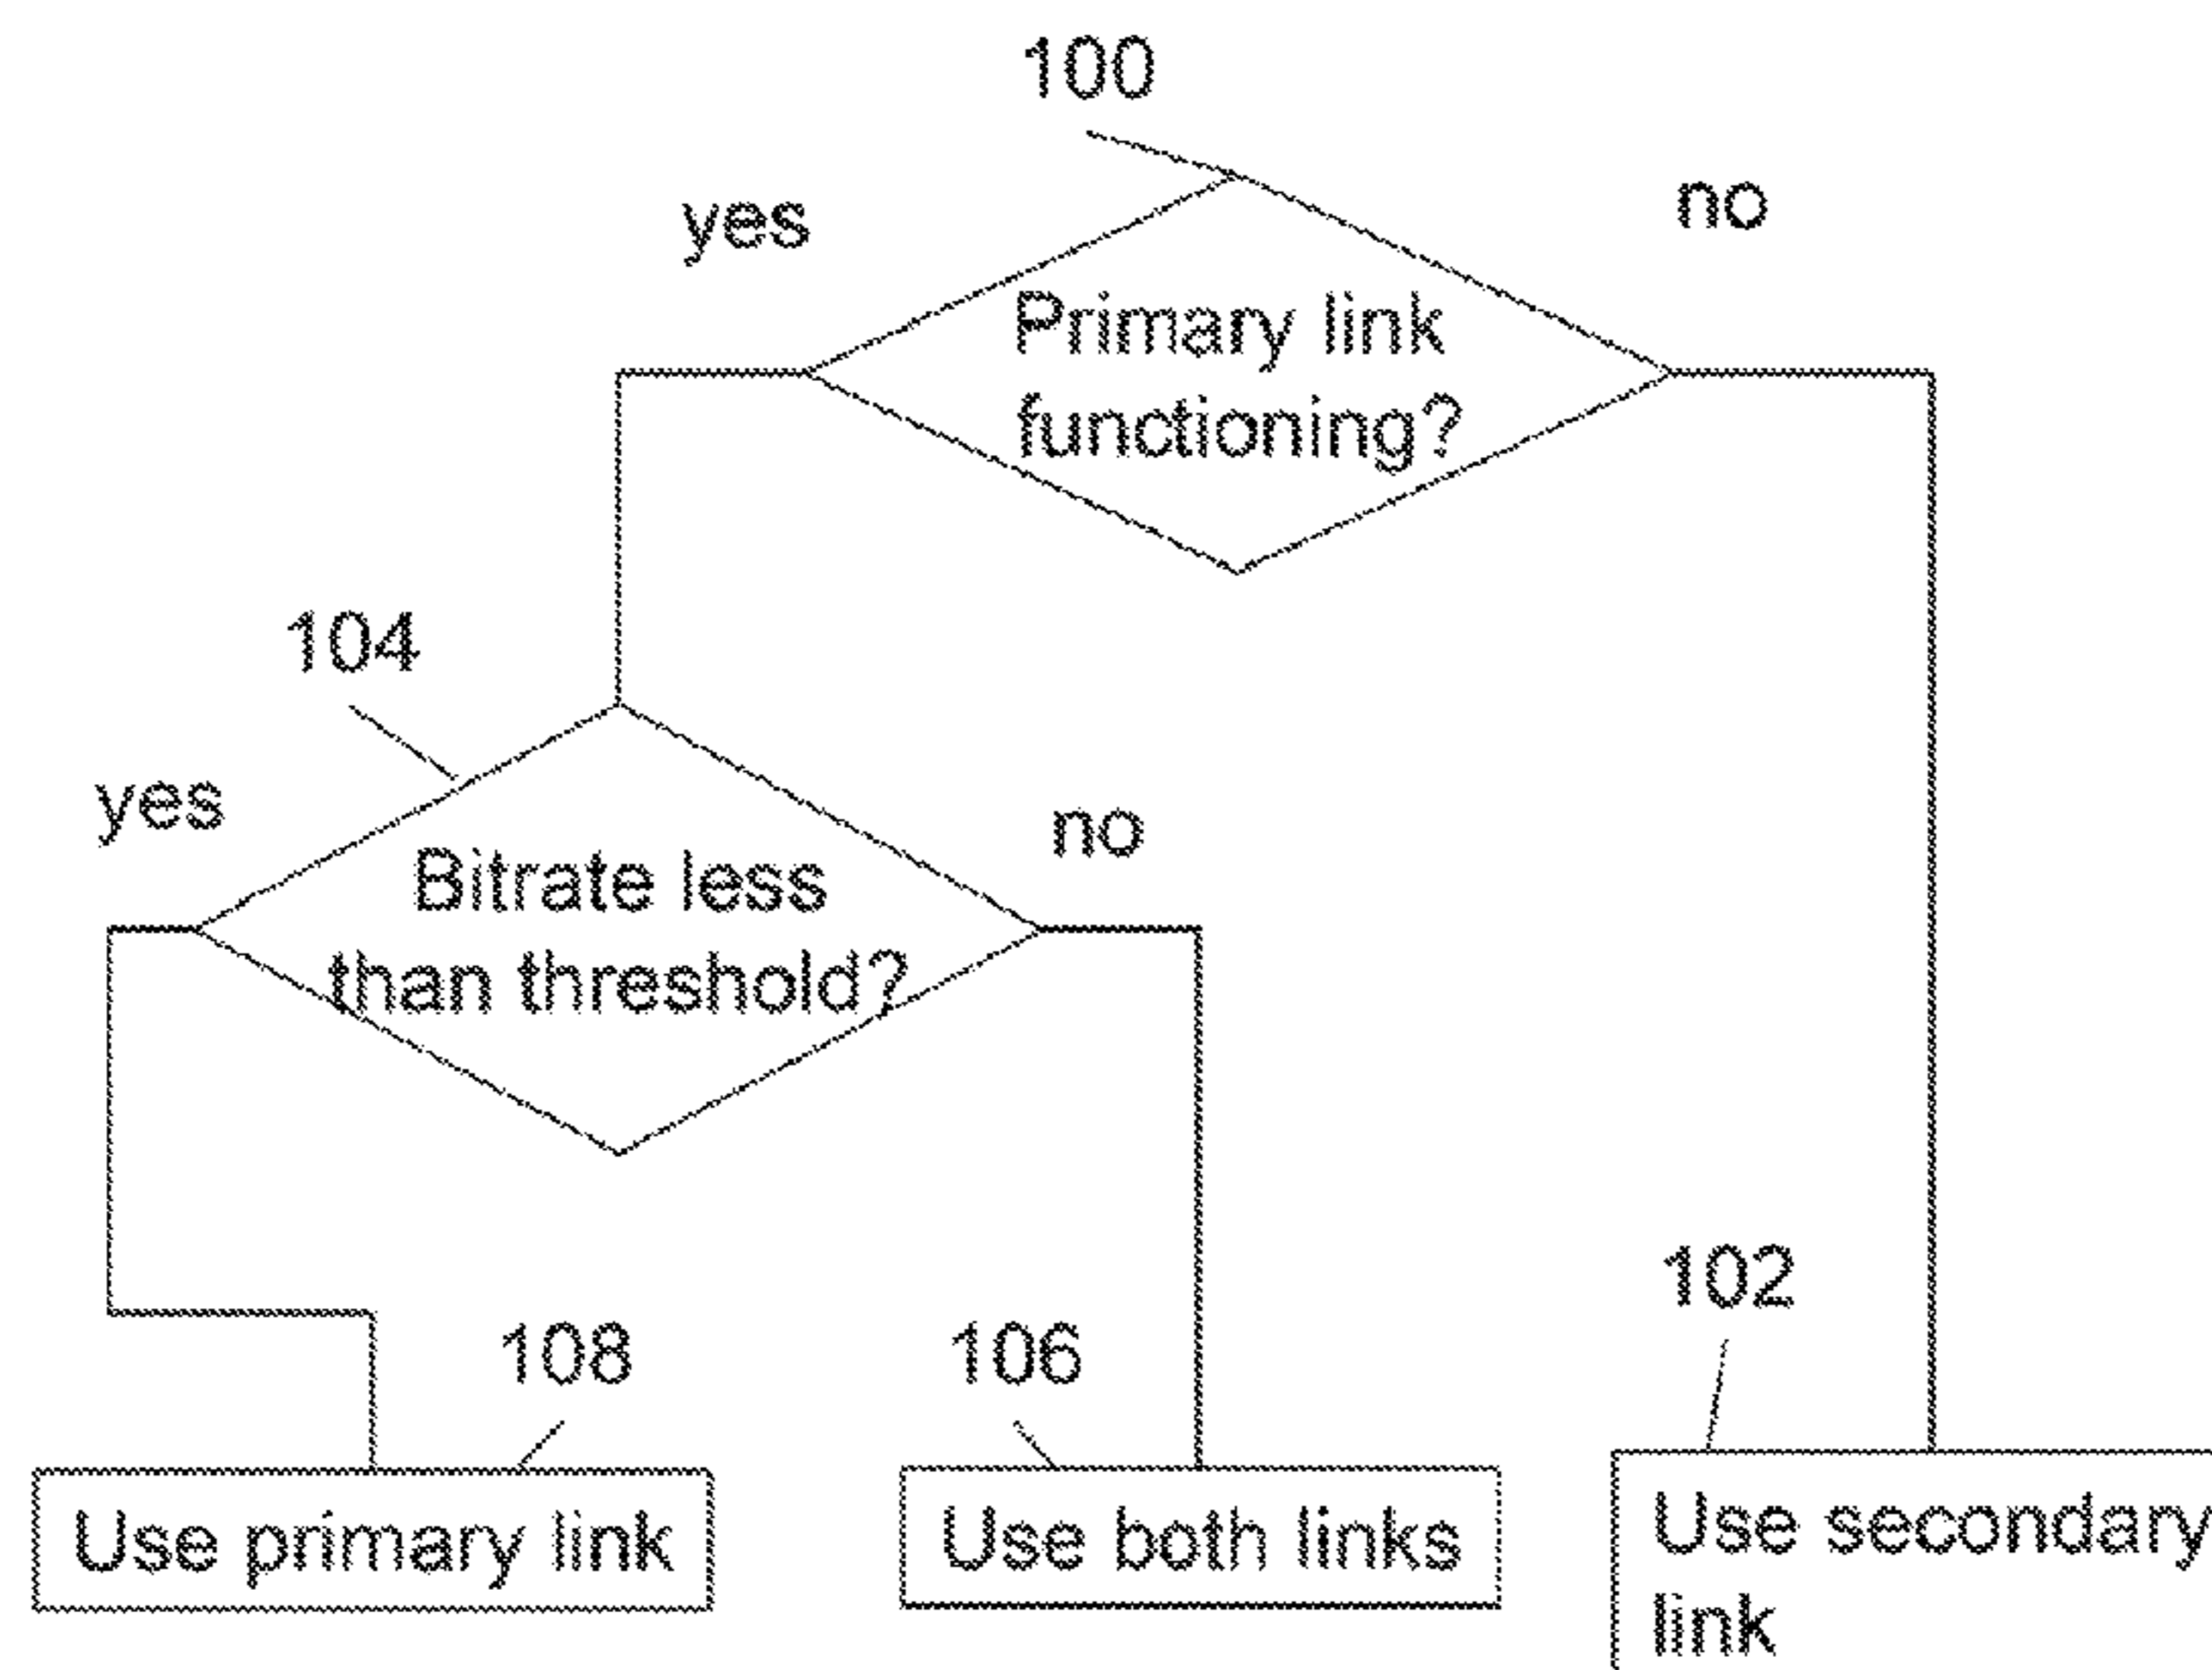 100
yes
no
Primary link
functioning?
104
yes
no
Bitrate less
than threshold?
102
108
106
Use primary link
Use both links
Use secondary
link